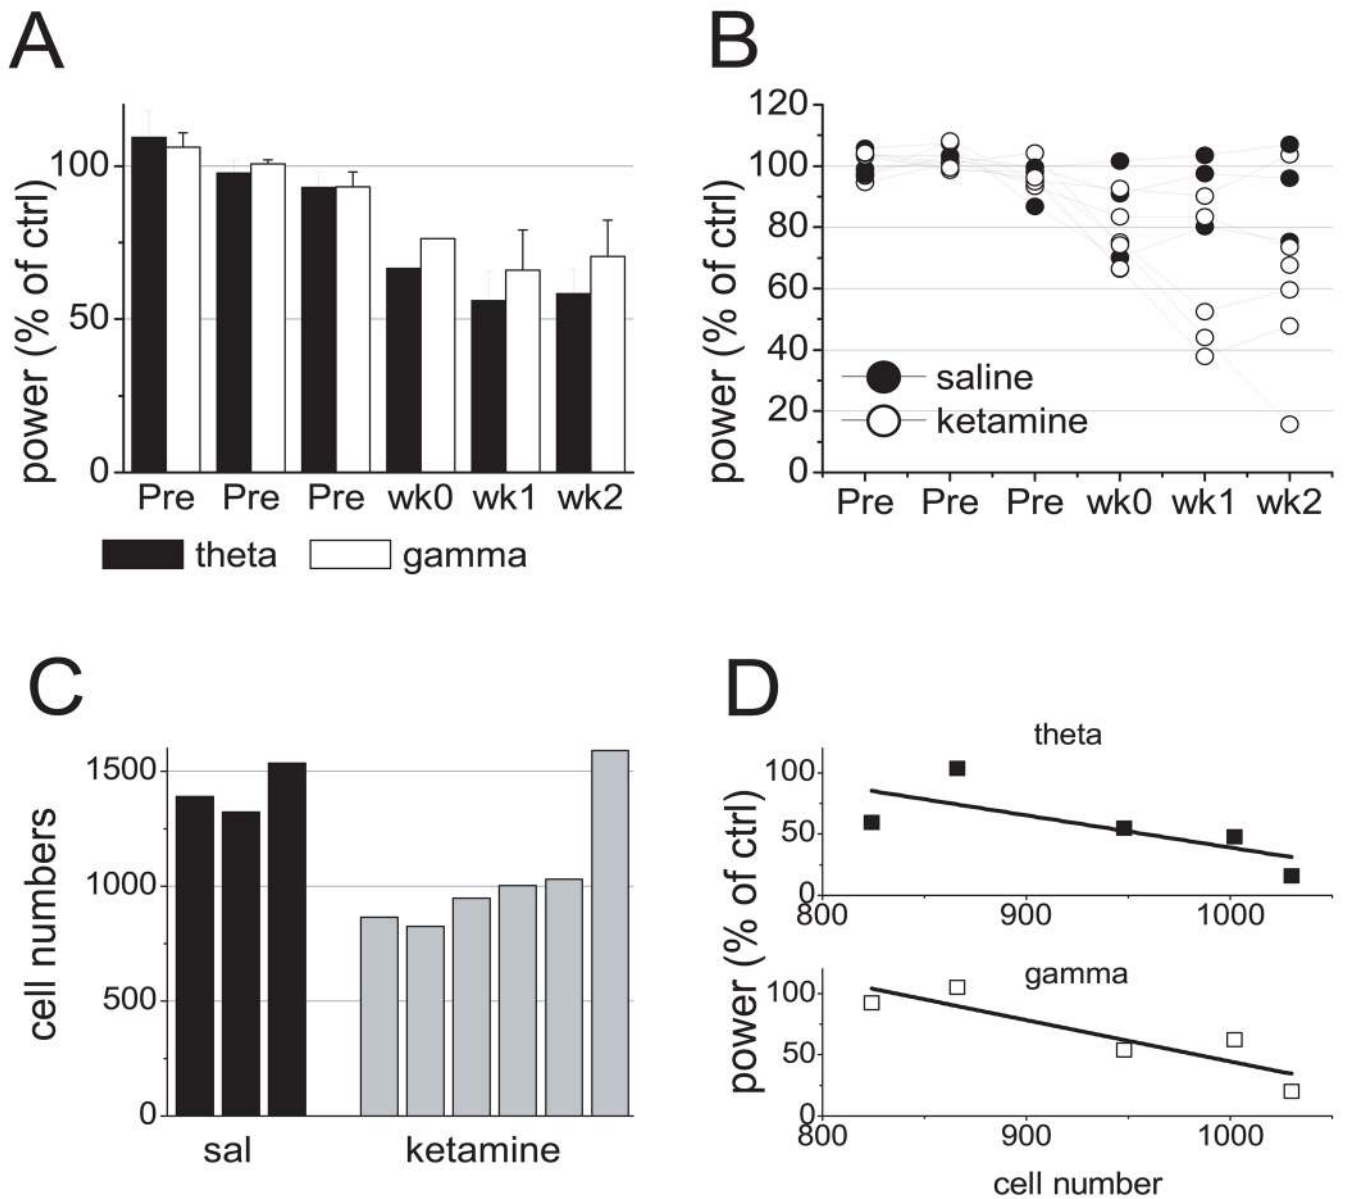 A
power (% of ctrl)
100
50
0
Pre Pre Pre wk0 wk1 wk2
theta gamma
B
power (% of ctrl)
120
100
80
60
40
20
0
saline
ketamine
Pre Pre Pre wk0 wk1 wk2
C
cell numbers
1500
1000
500
0
sal ketamine
D
power (% of ctrl)
theta
100
50
0
800 900 1000
gamma
100
50
0
800 900 1000
cell number